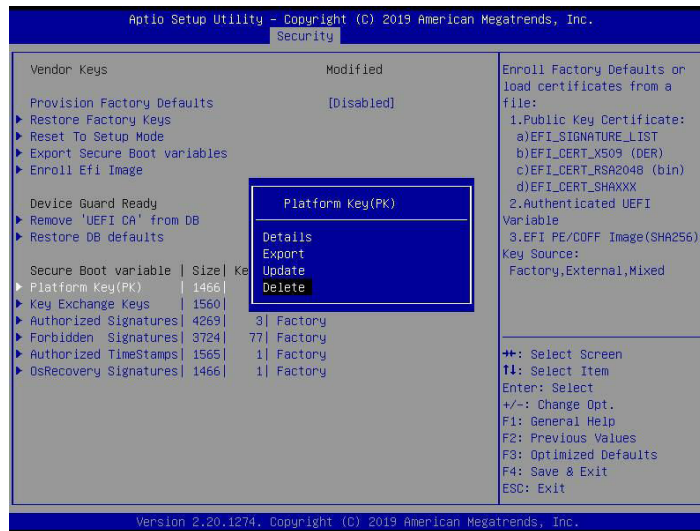 Aptio Setup Utility – Copyright (C) 2019 American Megatrends, Inc.
Security
Vendor Keys Modified
Provision Factory Defaults [Disabled]
Restore Factory Keys
Reset To Setup Mode
Export Secure Boot variables
Enroll Efi Image
Device Guard Ready
Remove 'UEFI CA' from DB
Restore DB defaults
Secure Boot variable | Size| Ke
Platform Key(PK) | 1466|
Key Exchange Keys | 1560|
Authorized Signatures| 4269| 3| Factory
Forbidden Signatures| 3724| 77| Factory
Authorized TimeStamps| 1565| 1| Factory
OsRecovery Signatures| 1466| 1| Factory
Platform Key(PK)
Details
Export
Update
Delete
Enroll Factory Defaults or
load certificates from a
file:
1.Public Key Certificate:
a)EFI_SIGNATURE_LIST
b)EFI_CERT_X509 (DER)
c)EFI_CERT_RSA2048 (bin)
d)EFI_CERT_SHAXXX
2.Authenticated UEFI
Variable
3.EFI PE/COFF Image(SHA256)
Key Source:
Factory,External,Mixed
→←: Select Screen
↑↓: Select Item
Enter: Select
+/-: Change Opt.
F1: General Help
F2: Previous Values
F3: Optimized Defaults
F4: Save & Exit
ESC: Exit
Version 2.20.1274. Copyright (C) 2019 American Megatrends, Inc.